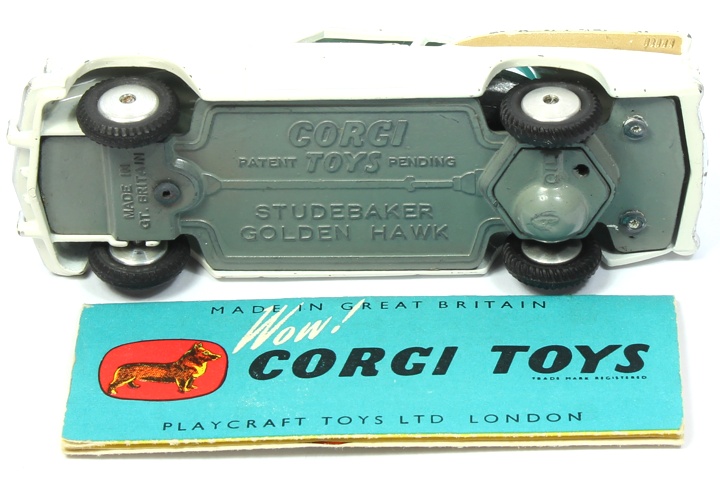 CORGI
PATENT TOYS PENDING
STUDEBAKER
GOLDEN HAWK
MADE IN
GT. BRITAIN
OIL
MADE IN GREAT BRITAIN
Wow!
CORGI TOYS
TRADE MARK REGISTERED
PLAYCRAFT TOYS LTD LONDON